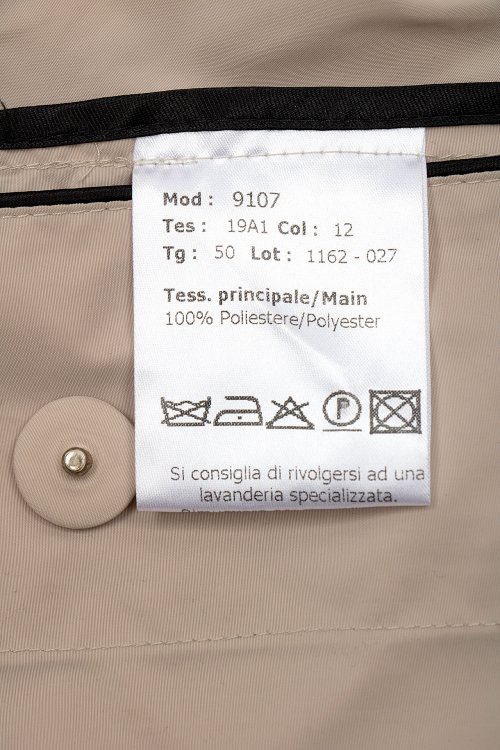 Mod : 9107
Tes : 19A1 Col : 12
Tg : 50 Lot : 1162 - 027
Tess. principale/Main
100% Poliestere/Polyester
P
Si consiglia di rivolgersi ad una
lavanderia specializzata.